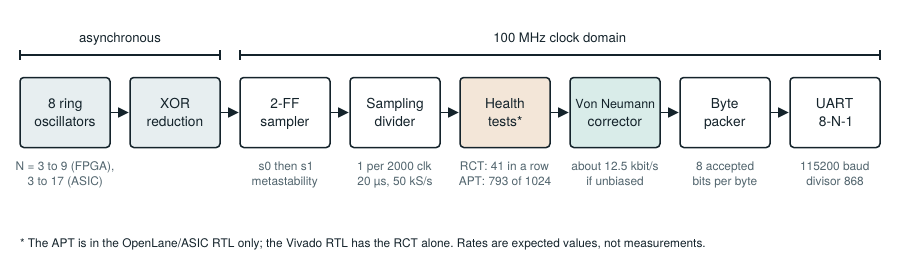 asynchronous
100 MHz clock domain
8 ring
oscillators
XOR
reduction
2-FF
sampler
Sampling
divider
Health
tests*
Von Neumann
corrector
Byte
packer
UART
8-N-1
N = 3 to 9 (FPGA),
3 to 17 (ASIC)
s0 then s1
metastability
1 per 2000 clk
20 µs, 50 kS/s
RCT: 41 in a row
APT: 793 of 1024
about 12.5 kbit/s
if unbiased
8 accepted
bits per byte
115200 baud
divisor 868
* The APT is in the OpenLane/ASIC RTL only; the Vivado RTL has the RCT alone. Rates are expected values, not measurements.